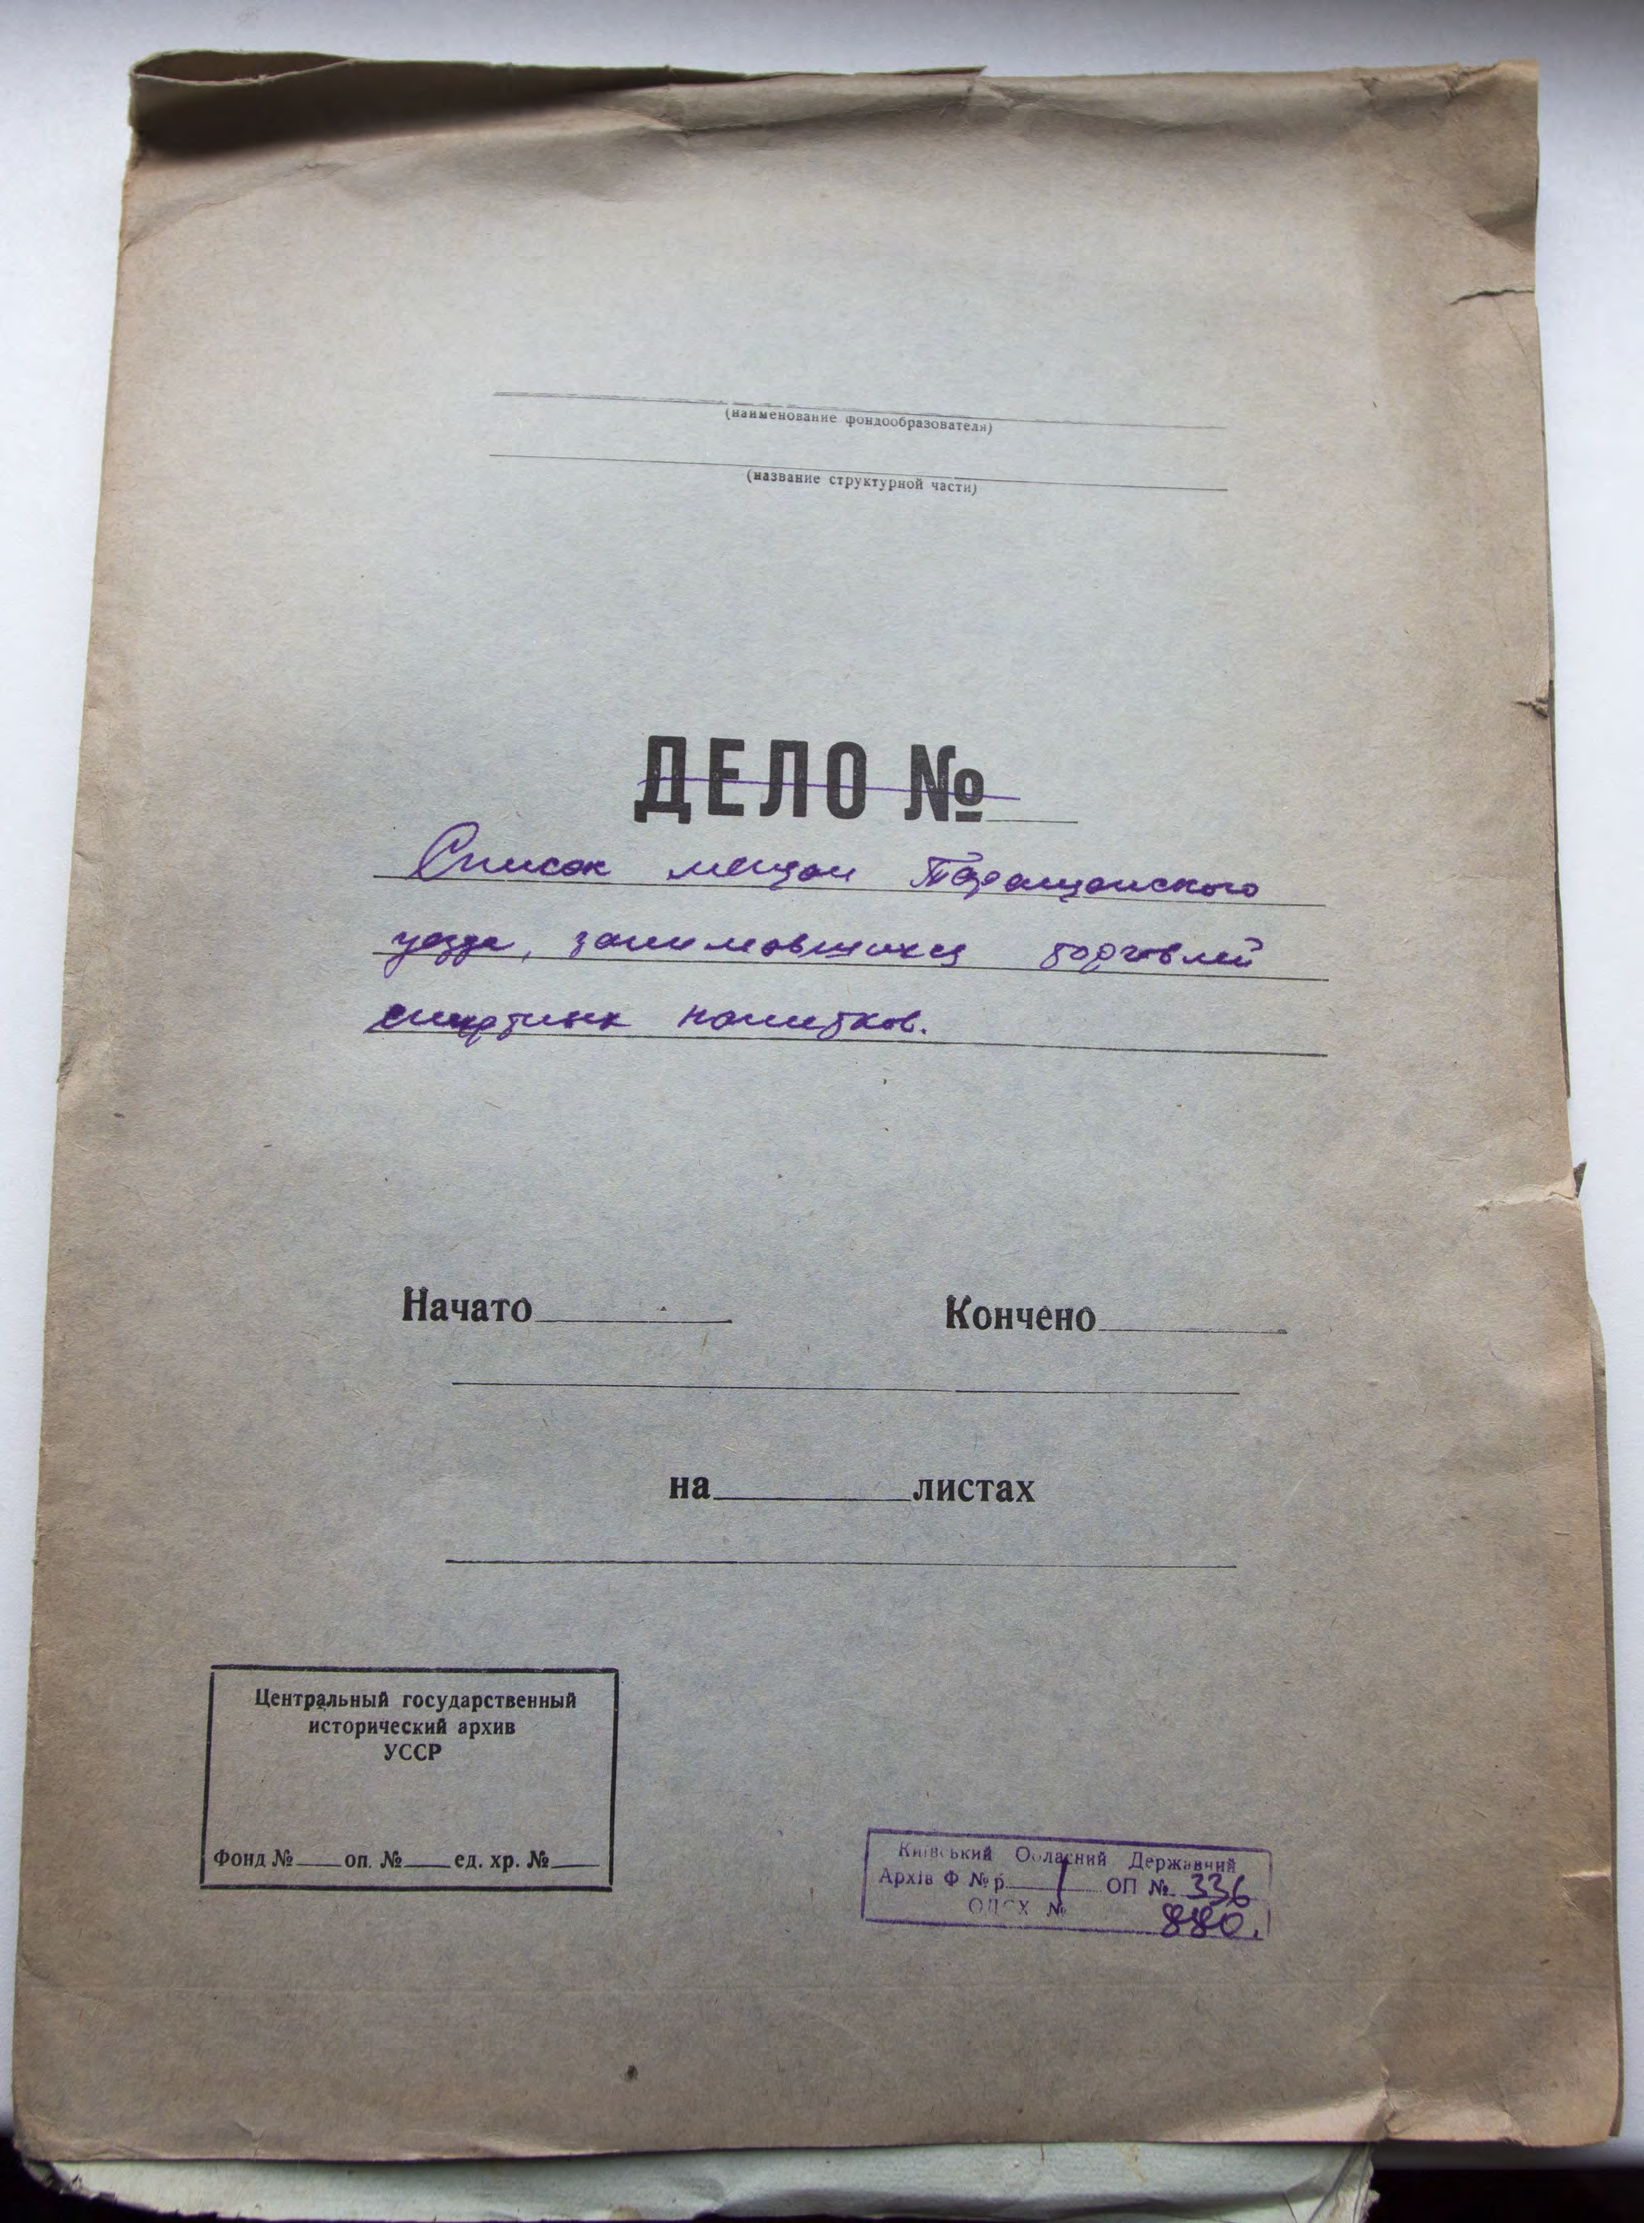 (наименование фондообразователя)
(название структурной части)
ДЕЛО №
Список мещан Таращанского
уезда, занимавшихся торговлей
спиртных напитков.
Начато Кончено
на листах
Центральный государственный
исторический архив
УССР
Фонд № оп. № ед. хр. №
Київський Обласний Державний
Архів Ф № р 1 ОП № 336
ОДСХ № 880.